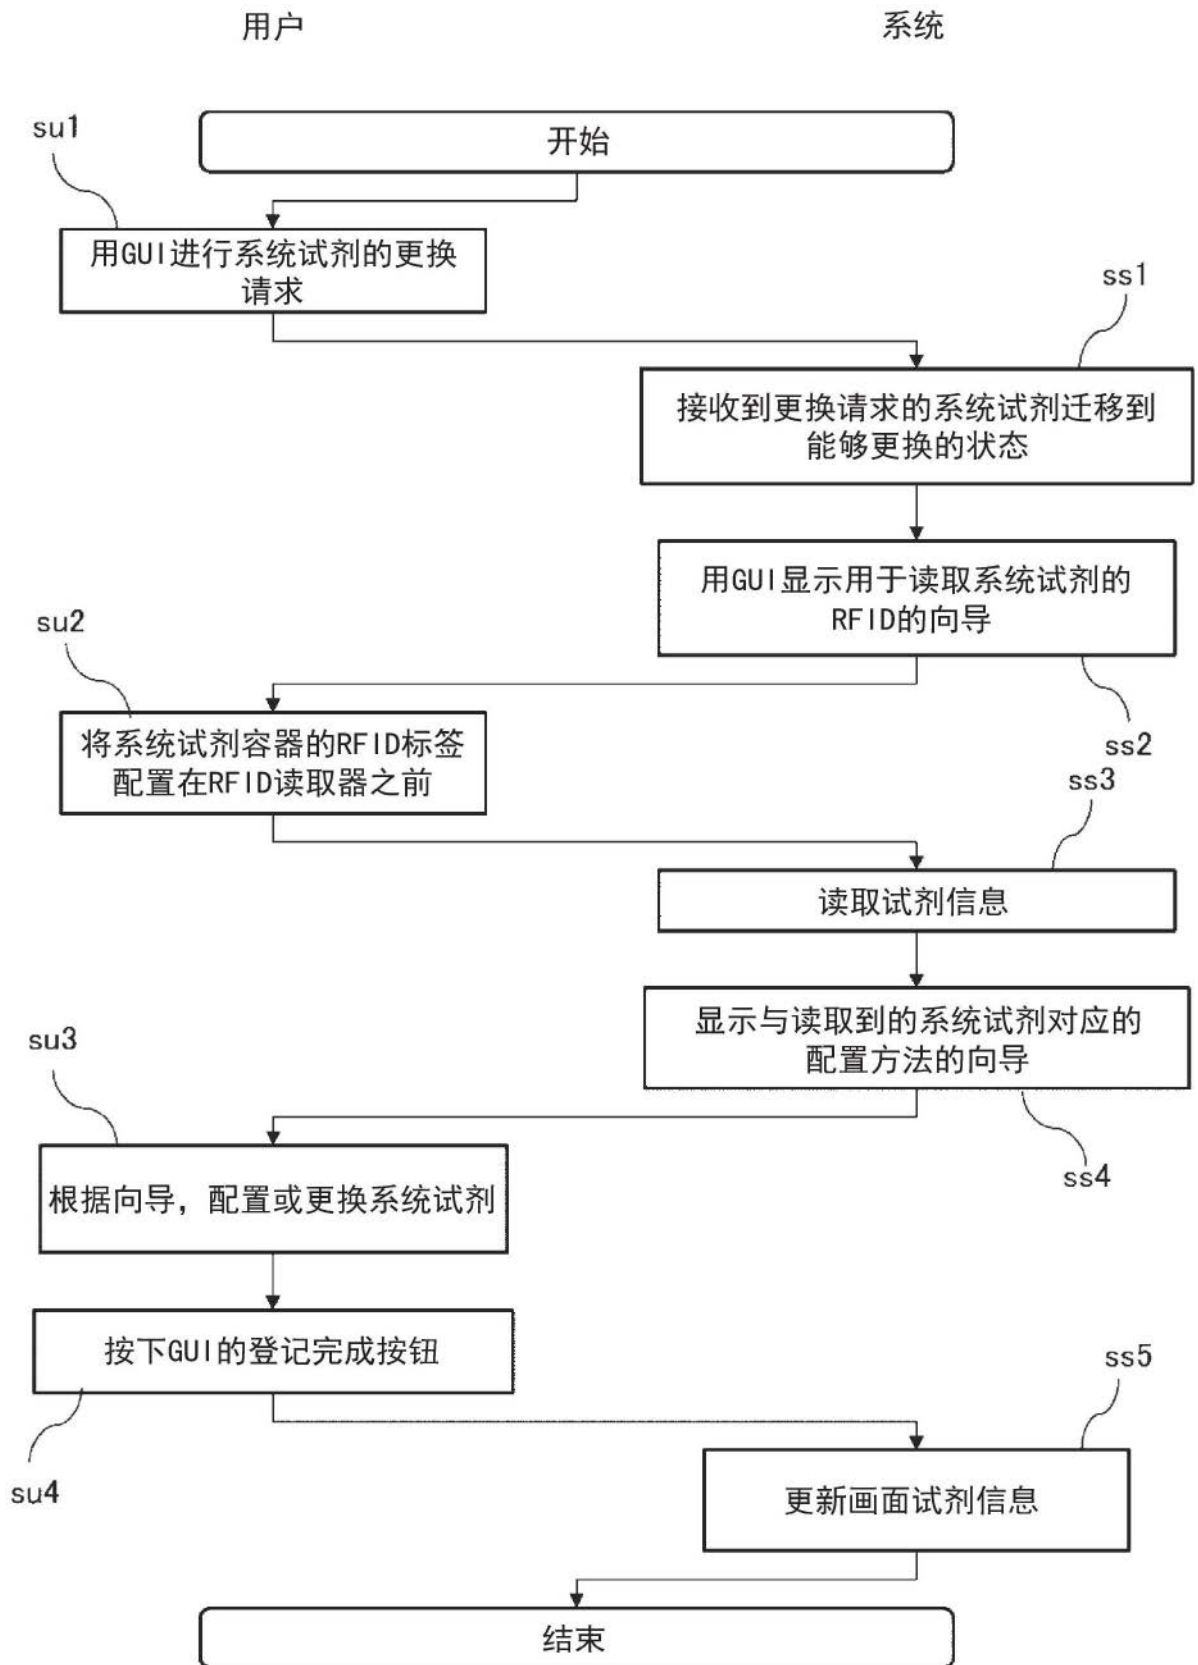 用户
系统
su1
开始
用GUI进行系统试剂的更换
请求
ss1
接收到更换请求的系统试剂迁移到
能够更换的状态
用GUI显示用于读取系统试剂的
RFID的向导
su2
ss2
将系统试剂容器的RFID标签
配置在RFID读取器之前
ss3
读取试剂信息
显示与读取到的系统试剂对应的
配置方法的向导
su3
ss4
根据向导，配置或更换系统试剂
按下GUI的登记完成按钮
ss5
su4
更新画面试剂信息
结束